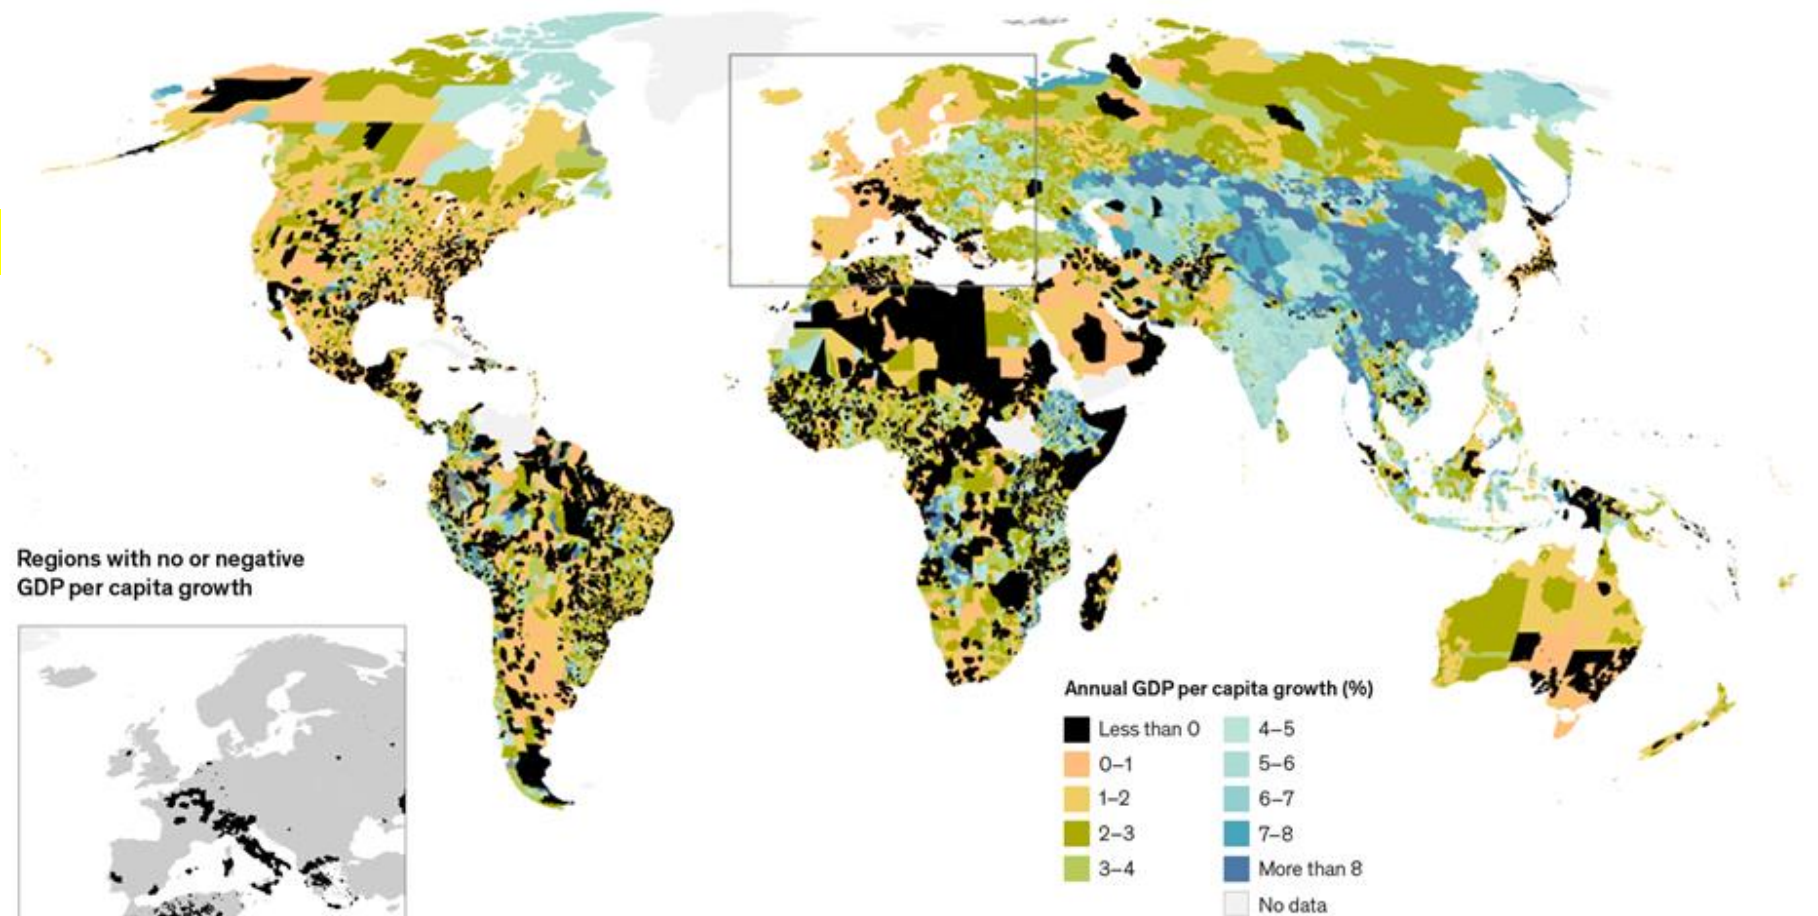 Regions with no or negative
GDP per capita growth
Annual GDP per capita growth (%)
Less than 0
0–1
1–2
2–3
3–4
4–5
5–6
6–7
7–8
More than 8
No data